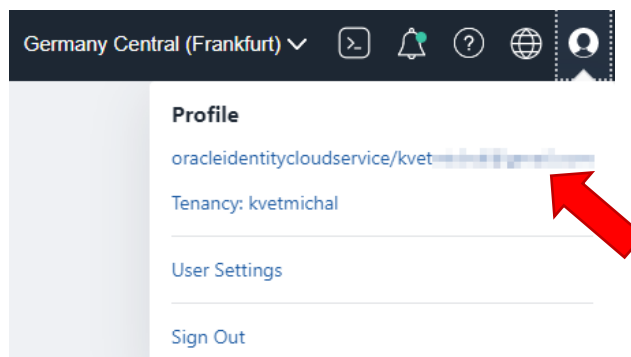 Germany Central (Frankfurt)
Profile
oracleidentitycloudservice/kvet
Tenancy: kvetmichal
User Settings
Sign Out